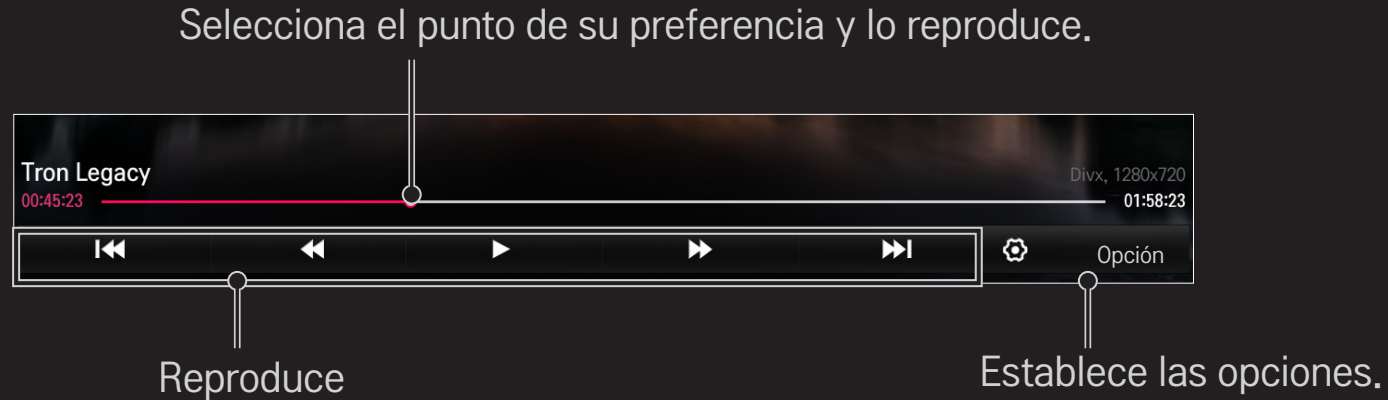 Selecciona el punto de su preferencia y lo reproduce.
Tron Legacy
Divx, 1280x720
00:45:23
01:58:23
Opción
Reproduce
Establece las opciones.